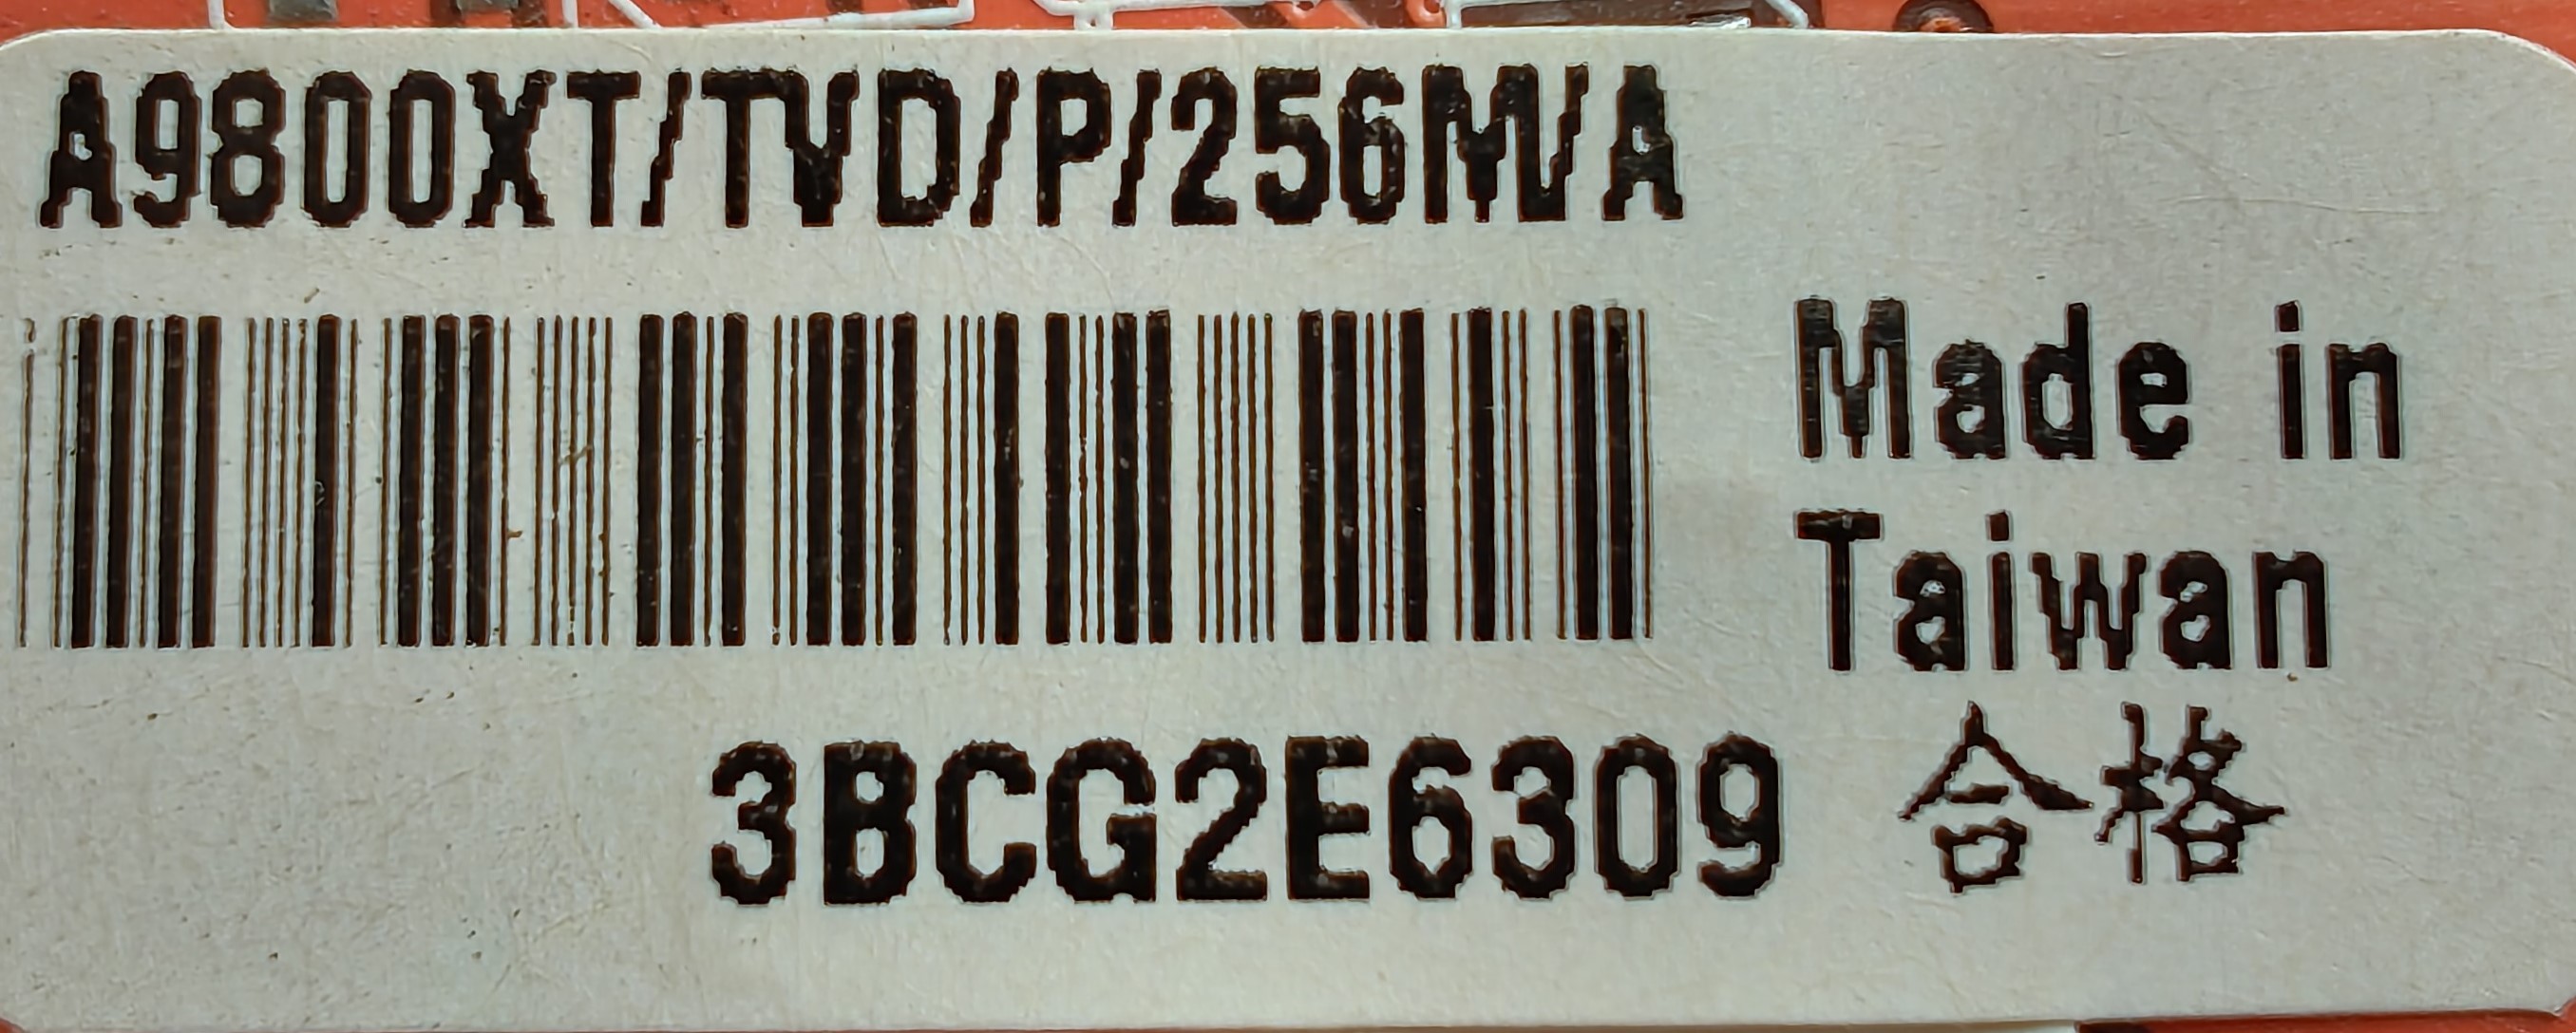 A9800XT/TVD/P/256M/A
Made in
Taiwan
3BCG2E6309
合格